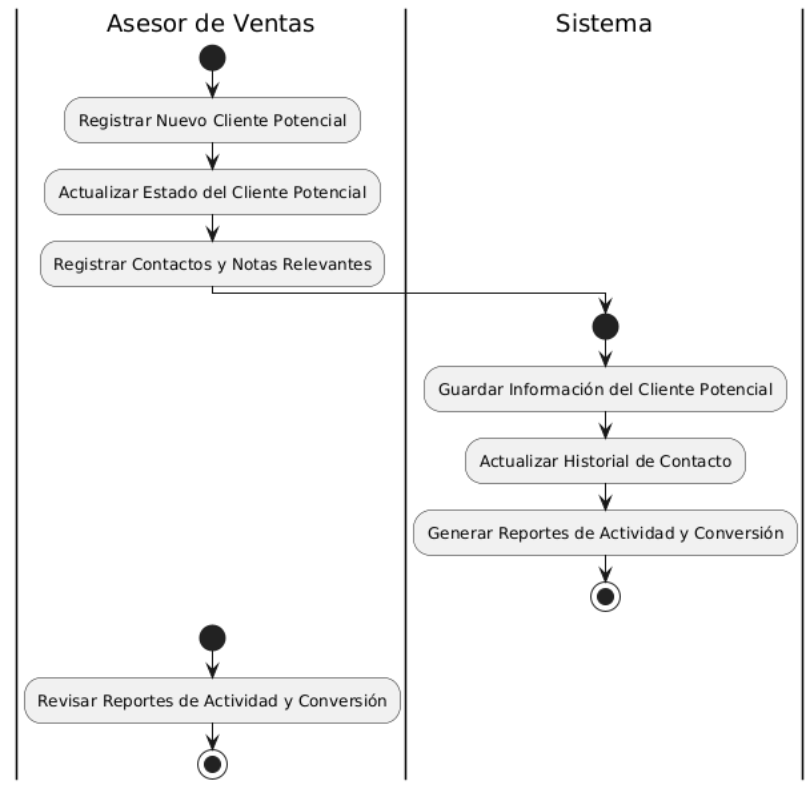 Asesor de Ventas
Sistema
Registrar Nuevo Cliente Potencial
Actualizar Estado del Cliente Potencial
Registrar Contactos y Notas Relevantes
Guardar Información del Cliente Potencial
Actualizar Historial de Contacto
Generar Reportes de Actividad y Conversión
Revisar Reportes de Actividad y Conversión